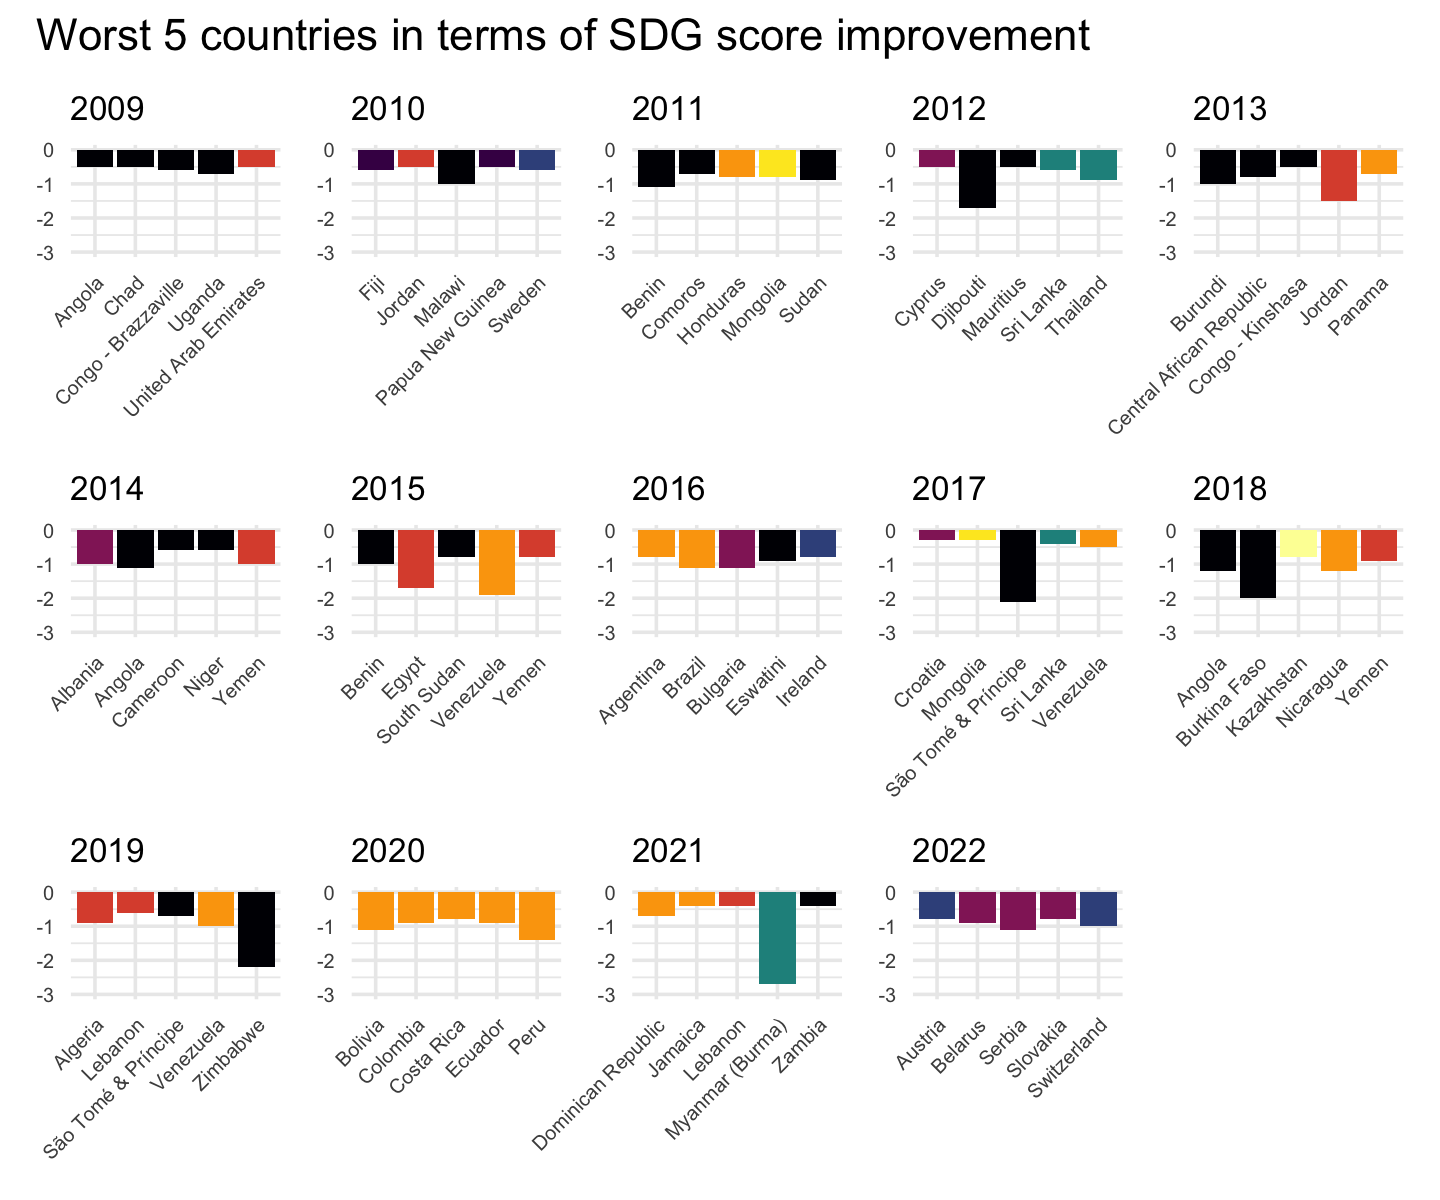 Worst 5 countries in terms of SDG score improvement
2009
2010
2011
2012
2013
0
-1
-2
-3
Angola
Chad
Congo - Brazzaville
Uganda
United Arab Emirates
0
-1
-2
-3
Fiji
Jordan
Malawi
Papua New Guinea
Sweden
0
-1
-2
-3
Benin
Comoros
Honduras
Mongolia
Sudan
0
-1
-2
-3
Cyprus
Djibouti
Mauritius
Sri Lanka
Thailand
0
-1
-2
-3
Burundi
Central African Republic
Congo - Kinshasa
Jordan
Panama
2014
2015
2016
2017
2018
0
-1
-2
-3
Albania
Angola
Cameroon
Niger
Yemen
0
-1
-2
-3
Benin
Egypt
South Sudan
Venezuela
Yemen
0
-1
-2
-3
Argentina
Brazil
Bulgaria
Eswatini
Ireland
0
-1
-2
-3
Croatia
Mongolia
São Tomé & Príncipe
Sri Lanka
Venezuela
0
-1
-2
-3
Angola
Burkina Faso
Kazakhstan
Nicaragua
Yemen
2019
2020
2021
2022
0
-1
-2
-3
Algeria
Lebanon
São Tomé & Príncipe
Venezuela
Zimbabwe
0
-1
-2
-3
Bolivia
Colombia
Costa Rica
Ecuador
Peru
0
-1
-2
-3
Dominican Republic
Jamaica
Lebanon
Myanmar (Burma)
Zambia
0
-1
-2
-3
Austria
Belarus
Serbia
Slovakia
Switzerland